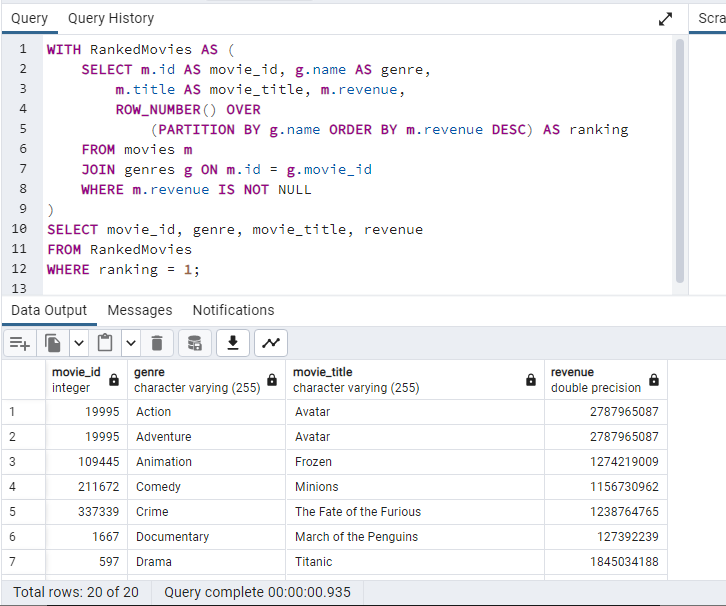 Query Query History Scra
1 WITH RankedMovies AS (
2 SELECT m.id AS movie_id, g.name AS genre,
3 m.title AS movie_title, m.revenue,
4 ROW_NUMBER() OVER
5 (PARTITION BY g.name ORDER BY m.revenue DESC) AS ranking
6 FROM movies m
7 JOIN genres g ON m.id = g.movie_id
8 WHERE m.revenue IS NOT NULL
9 )
10 SELECT movie_id, genre, movie_title, revenue
11 FROM RankedMovies
12 WHERE ranking = 1;
13
Data Output Messages Notifications
movie_id genre movie_title revenue
integer character varying (255) character varying (255) double precision
1 19995 Action Avatar 2787965087
2 19995 Adventure Avatar 2787965087
3 109445 Animation Frozen 1274219009
4 211672 Comedy Minions 1156730962
5 337339 Crime The Fate of the Furious 1238764765
6 1667 Documentary March of the Penguins 127392239
7 597 Drama Titanic 1845034188
Total rows: 20 of 20 Query complete 00:00:00.935